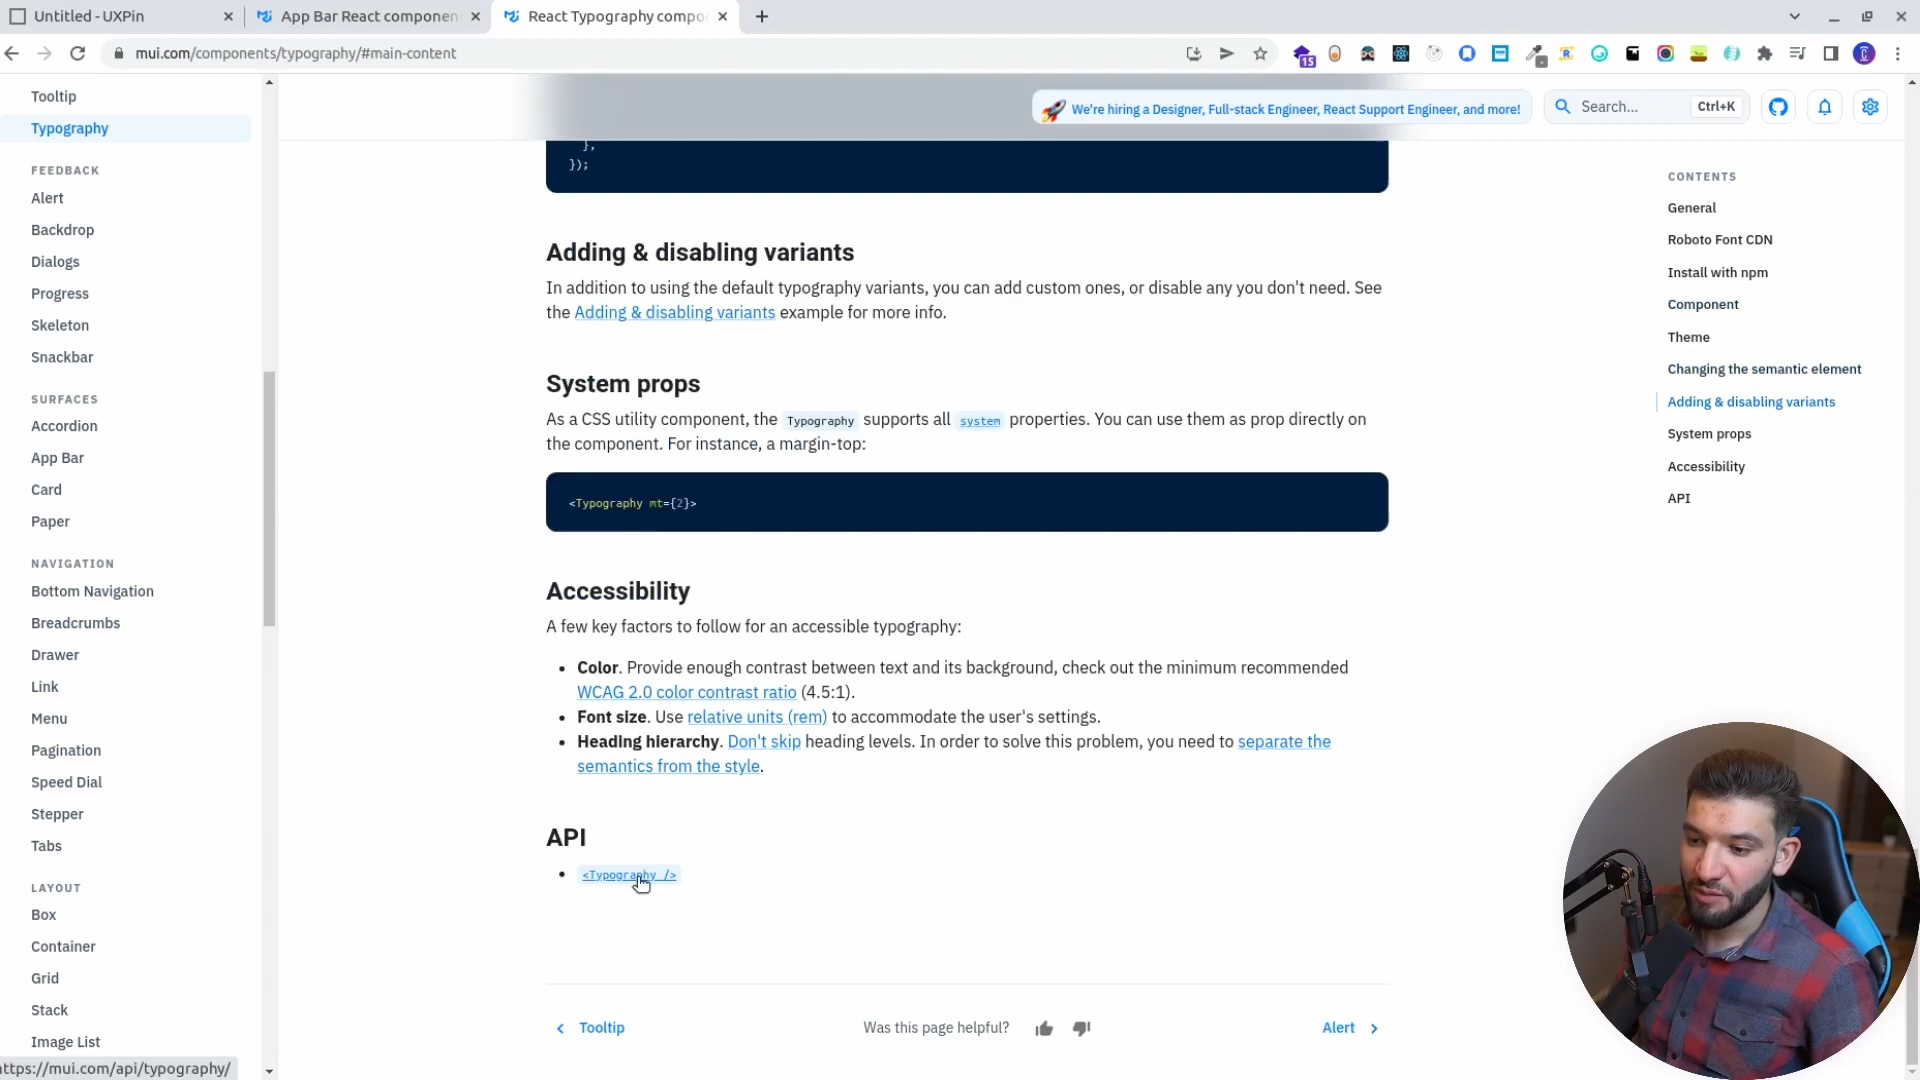 Untitled - UXPin
App Bar React componen
React Typography compo
mui.com/components/typography/#main-content
15
We're hiring a Designer, Full-stack Engineer, React Support Engineer, and more!
Search...
Ctrl+K
Tooltip
Typography
FEEDBACK
Alert
Backdrop
Dialogs
Progress
Skeleton
Snackbar
SURFACES
Accordion
App Bar
Card
Paper
NAVIGATION
Bottom Navigation
Breadcrumbs
Drawer
Link
Menu
Pagination
Speed Dial
Stepper
Tabs
LAYOUT
Box
Container
Grid
Stack
Image List
ttps://mui.com/api/typography/
},
});
Adding & disabling variants
In addition to using the default typography variants, you can add custom ones, or disable any you don't need. See
the Adding & disabling variants example for more info.
System props
As a CSS utility component, the Typography supports all system properties. You can use them as prop directly on
the component. For instance, a margin-top:
<Typography mt={2}>
Accessibility
A few key factors to follow for an accessible typography:
• Color. Provide enough contrast between text and its background, check out the minimum recommended
WCAG 2.0 color contrast ratio (4.5:1).
• Font size. Use relative units (rem) to accommodate the user's settings.
• Heading hierarchy. Don't skip heading levels. In order to solve this problem, you need to separate the
semantics from the style.
API
• <Typography />
Tooltip
Was this page helpful?
Alert
CONTENTS
General
Roboto Font CDN
Install with npm
Component
Theme
Changing the semantic element
Adding & disabling variants
System props
Accessibility
API